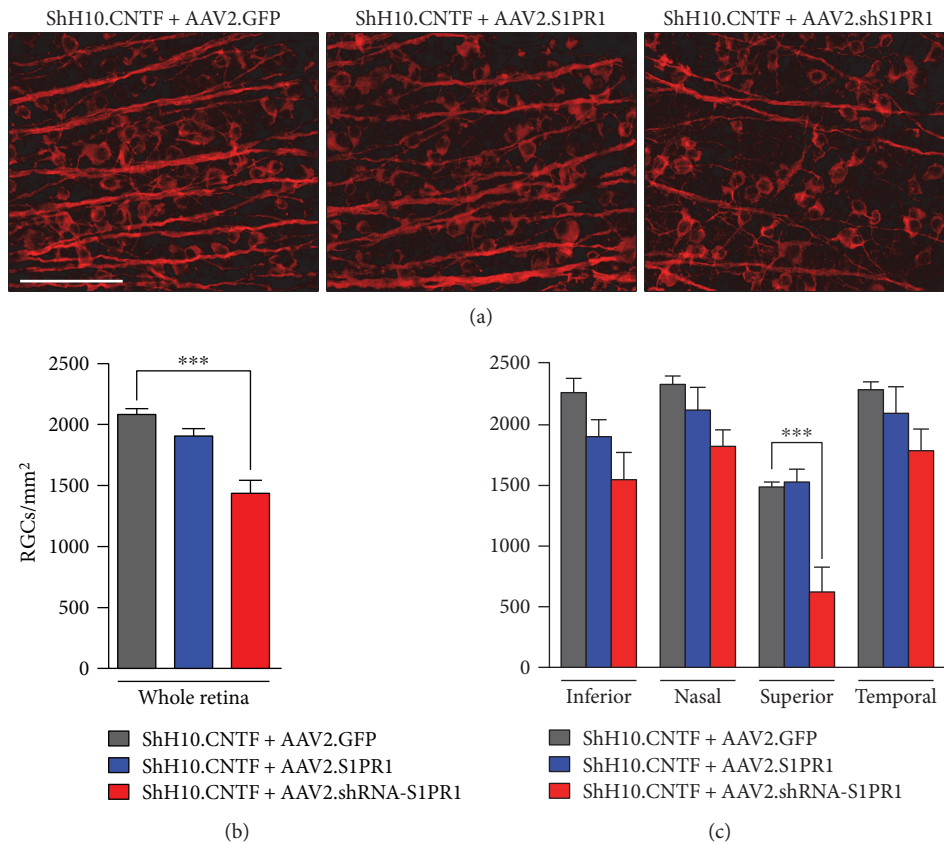 ShH10.CNTF + AAV2.GFP
ShH10.CNTF + AAV2.S1PR1
ShH10.CNTF + AAV2.shS1PR1
(a)
***
2500
2000
1500
1000
500
0
RGCs/mm²
Whole retina
ShH10.CNTF + AAV2.GFP
ShH10.CNTF + AAV2.S1PR1
ShH10.CNTF + AAV2.shRNA-S1PR1
(b)
***
2500
2000
1500
1000
500
0
Inferior
Nasal
Superior
Temporal
ShH10.CNTF + AAV2.GFP
ShH10.CNTF + AAV2.S1PR1
ShH10.CNTF + AAV2.shRNA-S1PR1
(c)